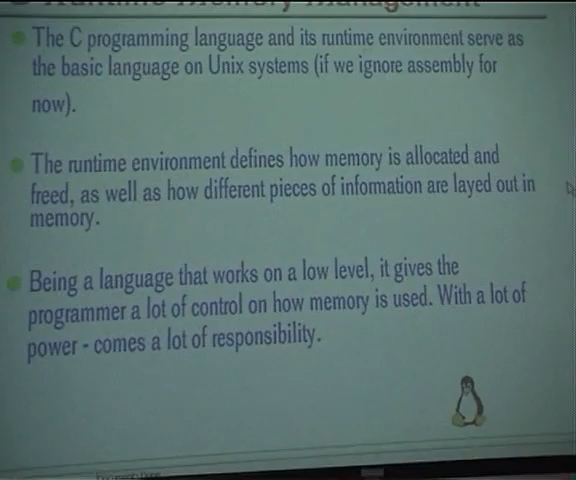 Runtime Memory Management
The C programming language and its runtime environment serve as
the basic language on Unix systems (if we ignore assembly for
now).
The runtime environment defines how memory is allocated and
freed, as well as how different pieces of information are layed out in
memory.
Being a language that works on a low level, it gives the
programmer a lot of control on how memory is used. With a lot of
power - comes a lot of responsibility.